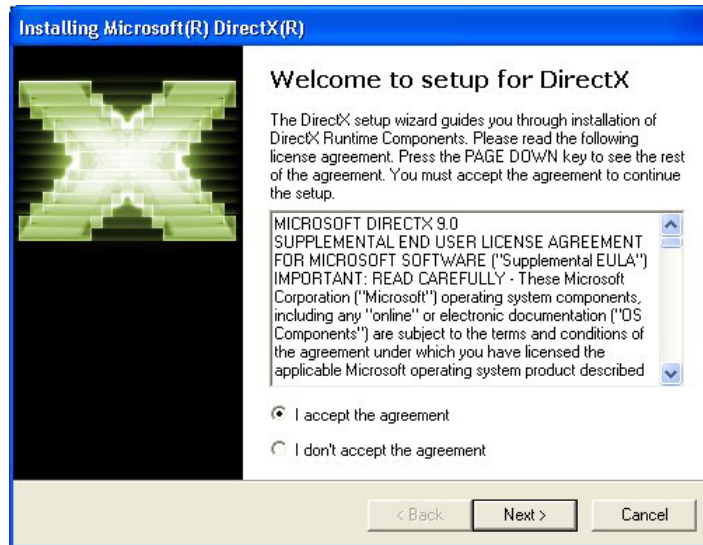 Installing Microsoft(R) DirectX(R)
Welcome to setup for DirectX
The DirectX setup wizard guides you through installation of
DirectX Runtime Components. Please read the following
license agreement. Press the PAGE DOWN key to see the rest
of the agreement. You must accept the agreement to continue
the setup.
MICROSOFT DIRECTX 9.0
SUPPLEMENTAL END USER LICENSE AGREEMENT
FOR MICROSOFT SOFTWARE ("Supplemental EULA")
IMPORTANT: READ CAREFULLY - These Microsoft
Corporation ("Microsoft") operating system components,
including any "online" or electronic documentation ("OS
Components") are subject to the terms and conditions of
the agreement under which you have licensed the
applicable Microsoft operating system product described
I accept the agreement
I don't accept the agreement
< Back
Next >
Cancel